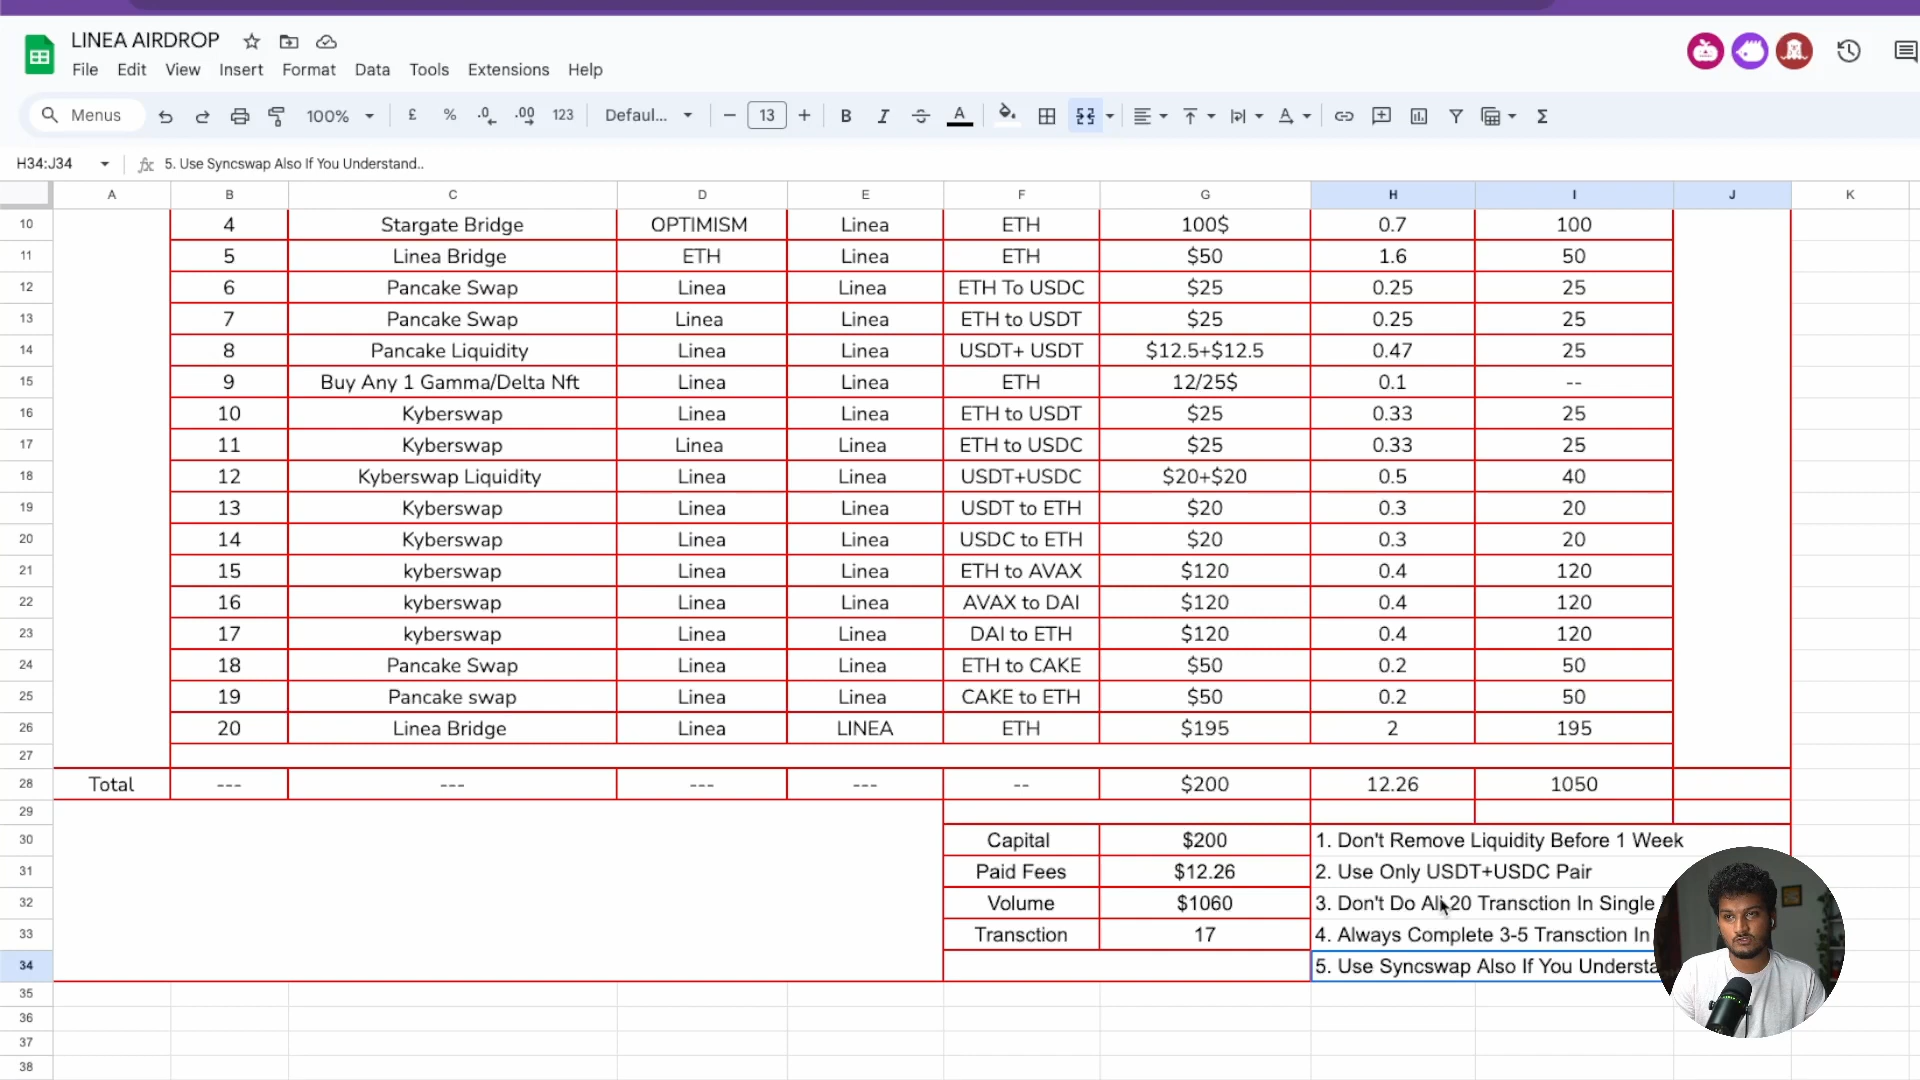 LINEA AIRDROP
File Edit View Insert Format Data Tools Extensions Help
Menus 100% £ % .0 .00 123 Defaul... 13 B I A
H34:J34 fx 5. Use Syncswap Also If You Understand..
A B C D E F G H I J K
10 4 Stargate Bridge OPTIMISM Linea ETH 100$ 0.7 100
11 5 Linea Bridge ETH Linea ETH $50 1.6 50
12 6 Pancake Swap Linea Linea ETH To USDC $25 0.25 25
13 7 Pancake Swap Linea Linea ETH to USDT $25 0.25 25
14 8 Pancake Liquidity Linea Linea USDT+ USDT $12.5+$12.5 0.47 25
15 9 Buy Any 1 Gamma/Delta Nft Linea Linea ETH 12/25$ 0.1 --
16 10 Kyberswap Linea Linea ETH to USDT $25 0.33 25
17 11 Kyberswap Linea Linea ETH to USDC $25 0.33 25
18 12 Kyberswap Liquidity Linea Linea USDT+USDC $20+$20 0.5 40
19 13 Kyberswap Linea Linea USDT to ETH $20 0.3 20
20 14 Kyberswap Linea Linea USDC to ETH $20 0.3 20
21 15 kyberswap Linea Linea ETH to AVAX $120 0.4 120
22 16 kyberswap Linea Linea AVAX to DAI $120 0.4 120
23 17 kyberswap Linea Linea DAI to ETH $120 0.4 120
24 18 Pancake Swap Linea Linea ETH to CAKE $50 0.2 50
25 19 Pancake swap Linea Linea CAKE to ETH $50 0.2 50
26 20 Linea Bridge Linea LINEA ETH $195 2 195
27
28 Total --- --- --- --- -- $200 12.26 1050
29
30 Capital $200 1. Don't Remove Liquidity Before 1 Week
31 Paid Fees $12.26 2. Use Only USDT+USDC Pair
32 Volume $1060 3. Don't Do All 20 Transction In Single
33 Transction 17 4. Always Complete 3-5 Transction In
34 5. Use Syncswap Also If You
35
36
37
38